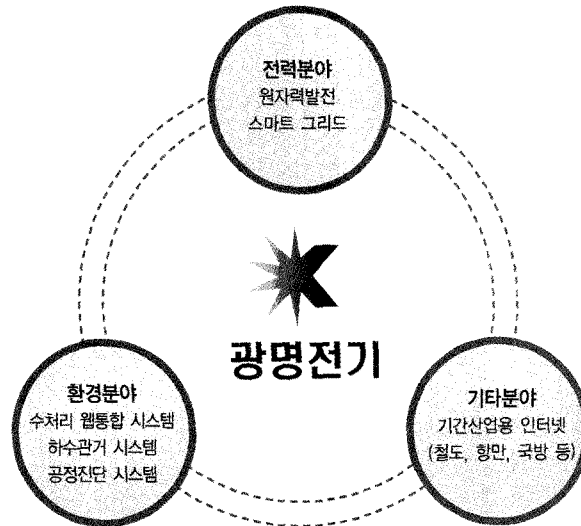 전력분야
원자력발전
스마트 그리드
광명전기
환경분야
수처리 웹통합 시스템
하수관거 시스템
공정진단 시스템
기타분야
기간산업용 인터넷
(철도, 항만, 국방 등)